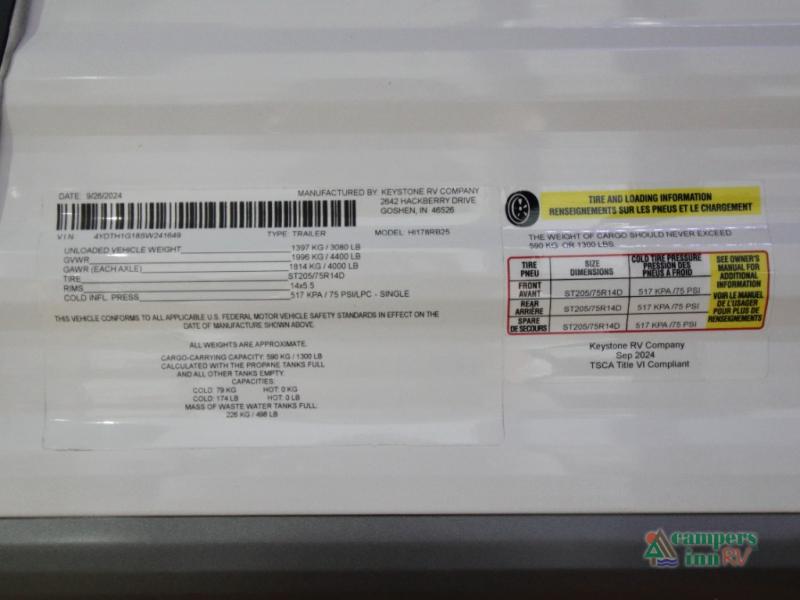 DATE: 9/26/2024
MANUFACTURED BY: KEYSTONE RV COMPANY
2642 HACKBERRY DRIVE
GOSHEN, IN 46526
V.I.N. 4YDTH1G18SW241649 TYPE: TRAILER MODEL: HI178RB25
UNLOADED VEHICLE WEIGHT 1397 KG / 3080 LB
GVWR 1996 KG / 4400 LB
GAWR (EACH AXLE) 1814 KG / 4000 LB
TIRE ST205/75R14D
RIMS 14x5.5
COLD INFL. PRESS 517 KPA / 75 PSI/LPC - SINGLE
THIS VEHICLE CONFORMS TO ALL APPLICABLE U.S. FEDERAL MOTOR VEHICLE SAFETY STANDARDS IN EFFECT ON THE
DATE OF MANUFACTURE SHOWN ABOVE.
ALL WEIGHTS ARE APPROXIMATE.
CARGO-CARRYING CAPACITY: 590 KG / 1300 LB
CALCULATED WITH THE PROPANE TANKS FULL
AND ALL OTHER TANKS EMPTY.
CAPACITIES:
COLD: 79 KG HOT: 0 KG
COLD: 174 LB HOT: 0 LB
MASS OF WASTE WATER TANKS FULL:
226 KG / 498 LB
TIRE AND LOADING INFORMATION
RENSEIGNEMENTS SUR LES PNEUS ET LE CHARGEMENT
THE WEIGHT OF CARGO SHOULD NEVER EXCEED
590 KG OR 1300 LBS.
TIRE
PNEU
SIZE
DIMENSIONS
COLD TIRE PRESSURE
PRESSION DES
PNEUS A FROID
FRONT
AVANT
ST205/75R14D
517 KPA /75 PSI
REAR
ARRIÈRE
ST205/75R14D
517 KPA /75 PSI
SPARE
DE SECOURS
ST205/75R14D
517 KPA /75 PSI
SEE OWNER'S
MANUAL FOR
ADDITIONAL
INFORMATION
VOIR LE MANUEL
DE L'USAGER
POUR PLUS DE
RENSEIGNEMENTS
Keystone RV Company
Sep 2024
TSCA Title VI Compliant
campers
inn RV